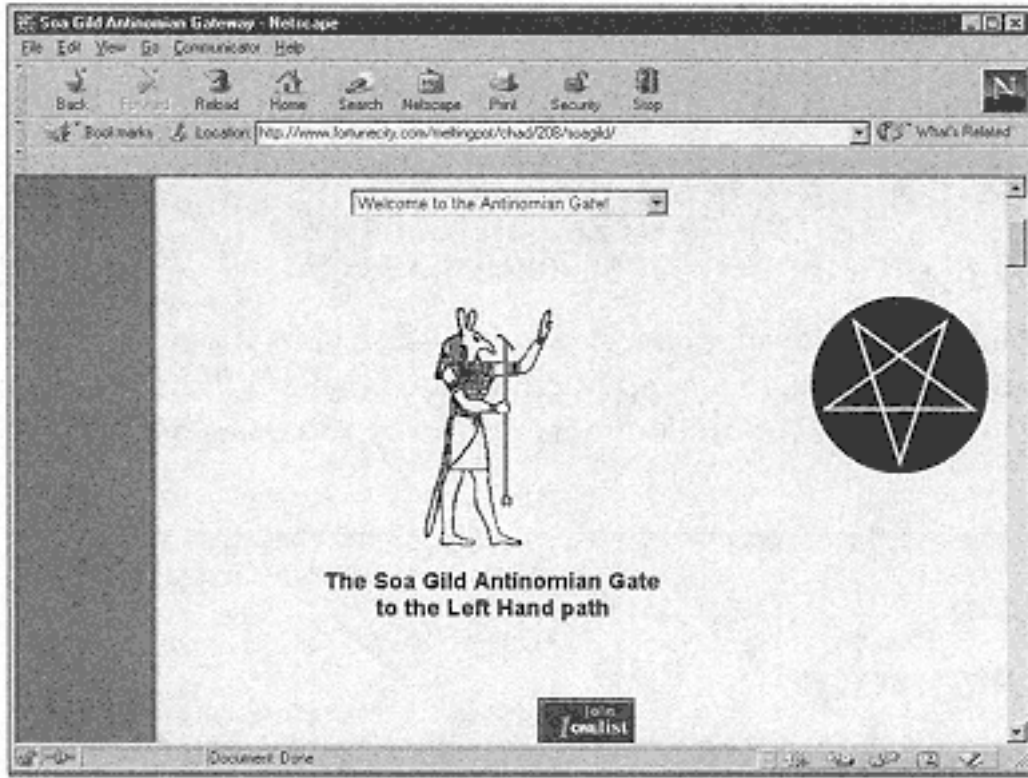 Soa Gild Antinomian Gateway - Netscape
File Edit View Go Communicator Help
Back Forward Reload Home Search Netscape Print Security Stop
Bookmarks Location: http://www.fortunecity.com/meltingpot/chad/208/soagild/ What's Related
Welcome to the Antinomian Gate!
The Soa Gild Antinomian Gate
to the Left Hand path
join
list
Document: Done